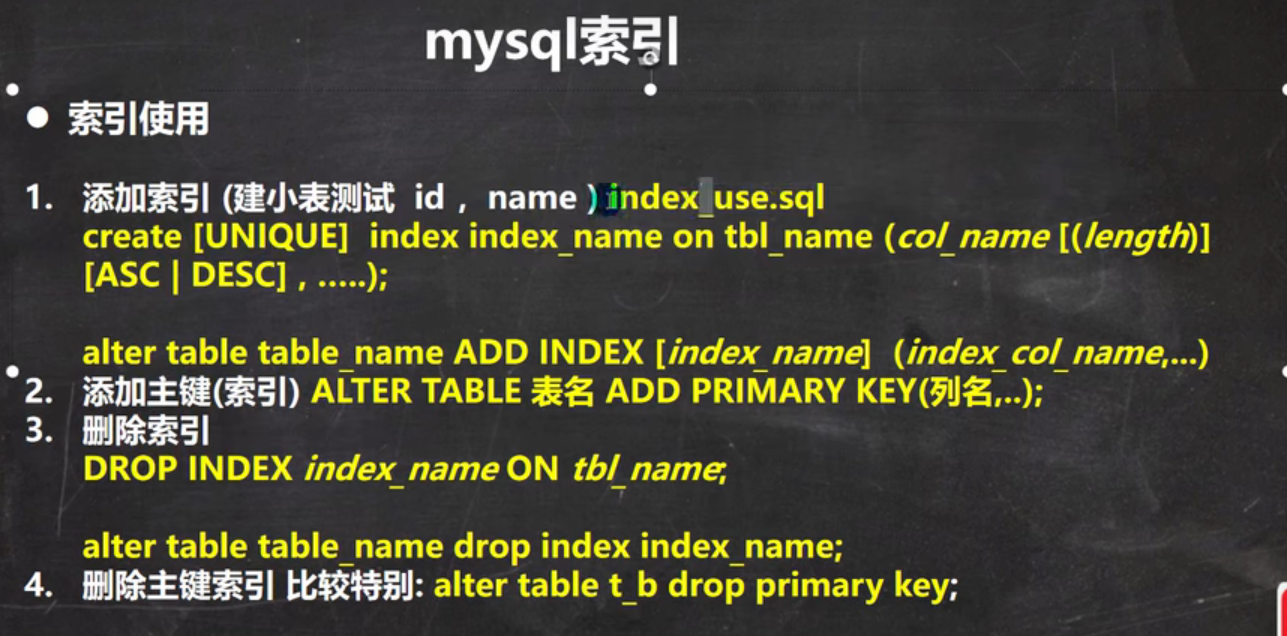 mysql索引
● 索引使用
1. 添加索引 (建小表测试 id , name ) index_use.sql
create [UNIQUE] index index_name on tbl_name (col_name [(length)]
[ASC | DESC] , .....);
alter table table_name ADD INDEX [index_name] (index_col_name,...)
2. 添加主键(索引) ALTER TABLE 表名 ADD PRIMARY KEY(列名,..);
3. 删除索引
DROP INDEX index_name ON tbl_name;
alter table table_name drop index index_name;
4. 删除主键索引 比较特别: alter table t_b drop primary key;